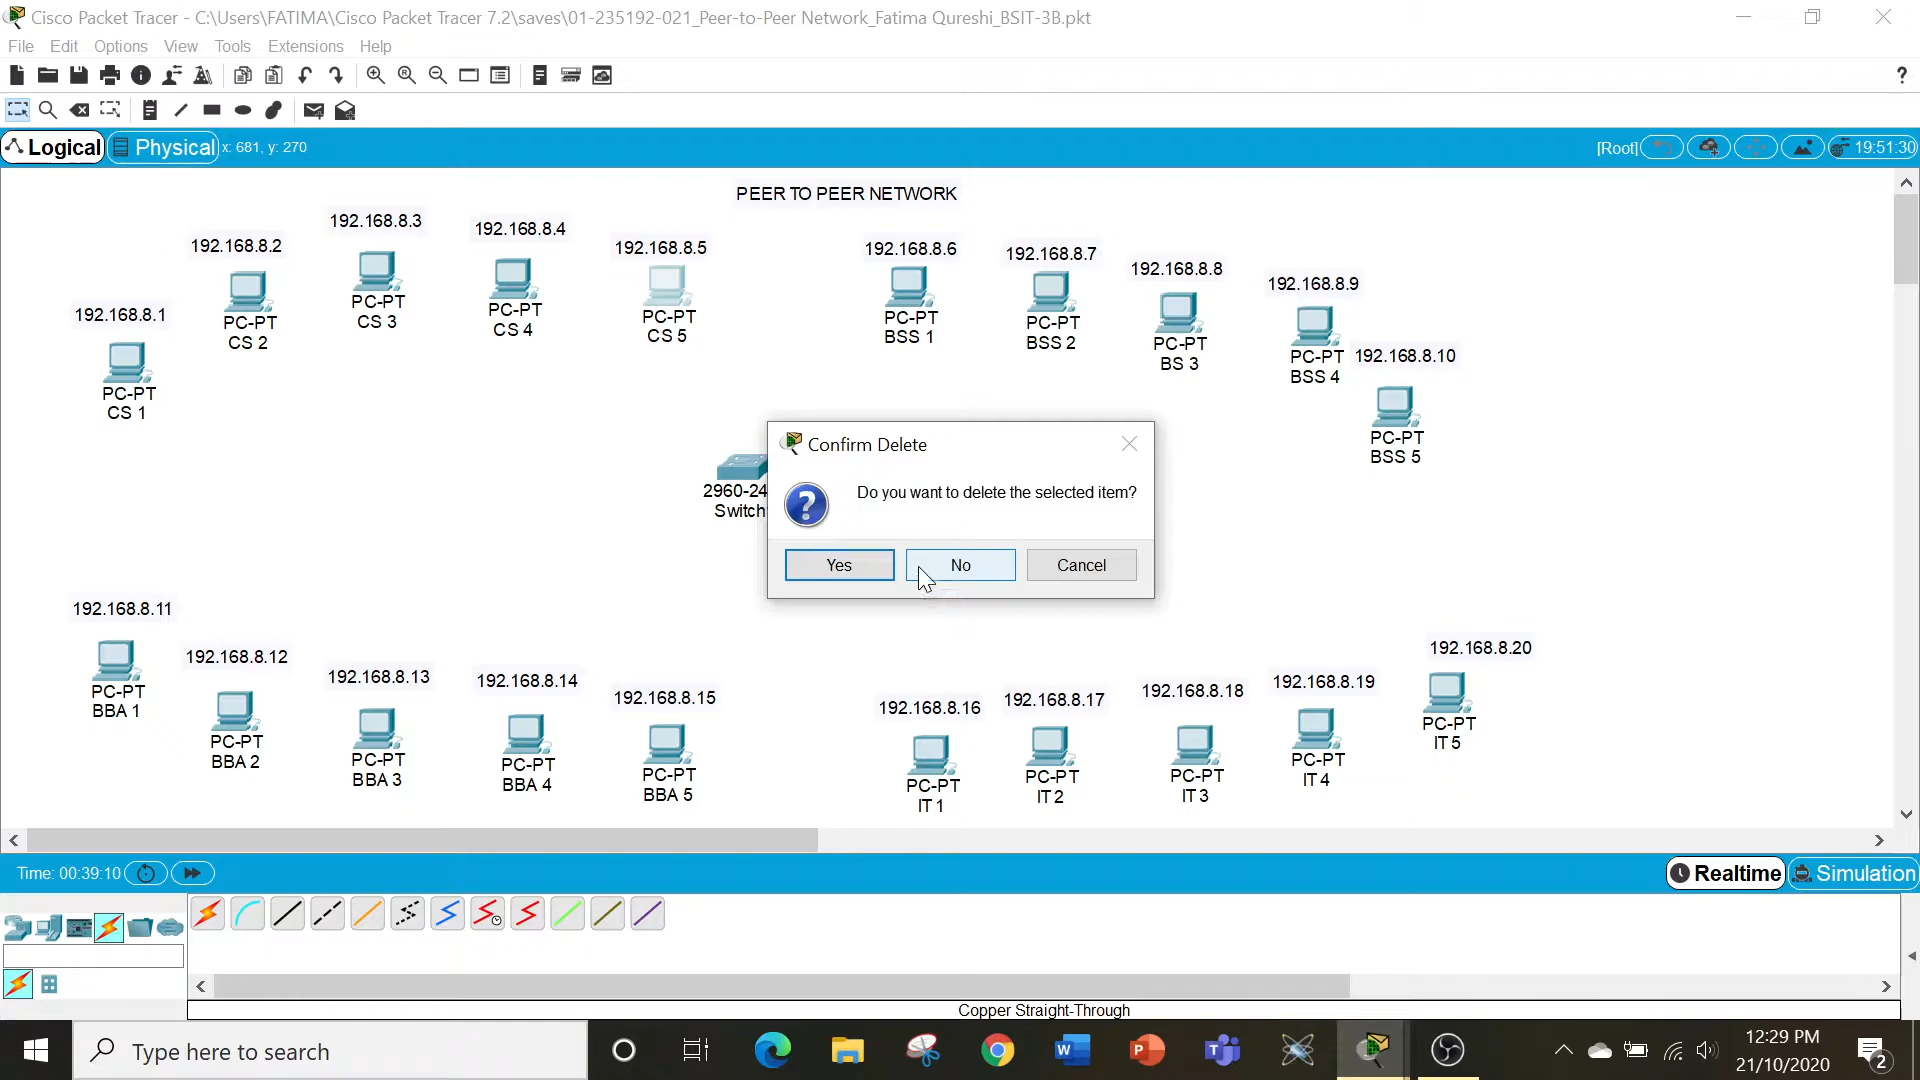 Cisco Packet Tracer - C:\Users\FATIMA\Cisco Packet Tracer 7.2\saves\01-235192-021_Peer-to-Peer Network_Fatima Qureshi_BSIT-3B.pkt
File Edit Options View Tools Extensions Help
Logical Physical x: 681, y: 270 [Root] 19:51:30
PEER TO PEER NETWORK
192.168.8.1
PC-PT
CS 1
192.168.8.2
PC-PT
CS 2
192.168.8.3
PC-PT
CS 3
192.168.8.4
PC-PT
CS 4
192.168.8.5
PC-PT
CS 5
192.168.8.6
PC-PT
BSS 1
192.168.8.7
PC-PT
BSS 2
192.168.8.8
PC-PT
BS 3
192.168.8.9
PC-PT
BSS 4
192.168.8.10
PC-PT
BSS 5
2960-24
Switch
Confirm Delete
Do you want to delete the selected item?
Yes No Cancel
192.168.8.11
PC-PT
BBA 1
192.168.8.12
PC-PT
BBA 2
192.168.8.13
PC-PT
BBA 3
192.168.8.14
PC-PT
BBA 4
192.168.8.15
PC-PT
BBA 5
192.168.8.16
PC-PT
IT 1
192.168.8.17
PC-PT
IT 2
192.168.8.18
PC-PT
IT 3
192.168.8.19
PC-PT
IT 4
192.168.8.20
PC-PT
IT 5
Time: 00:39:10 Realtime Simulation
Copper Straight-Through
Type here to search
12:29 PM
21/10/2020
2